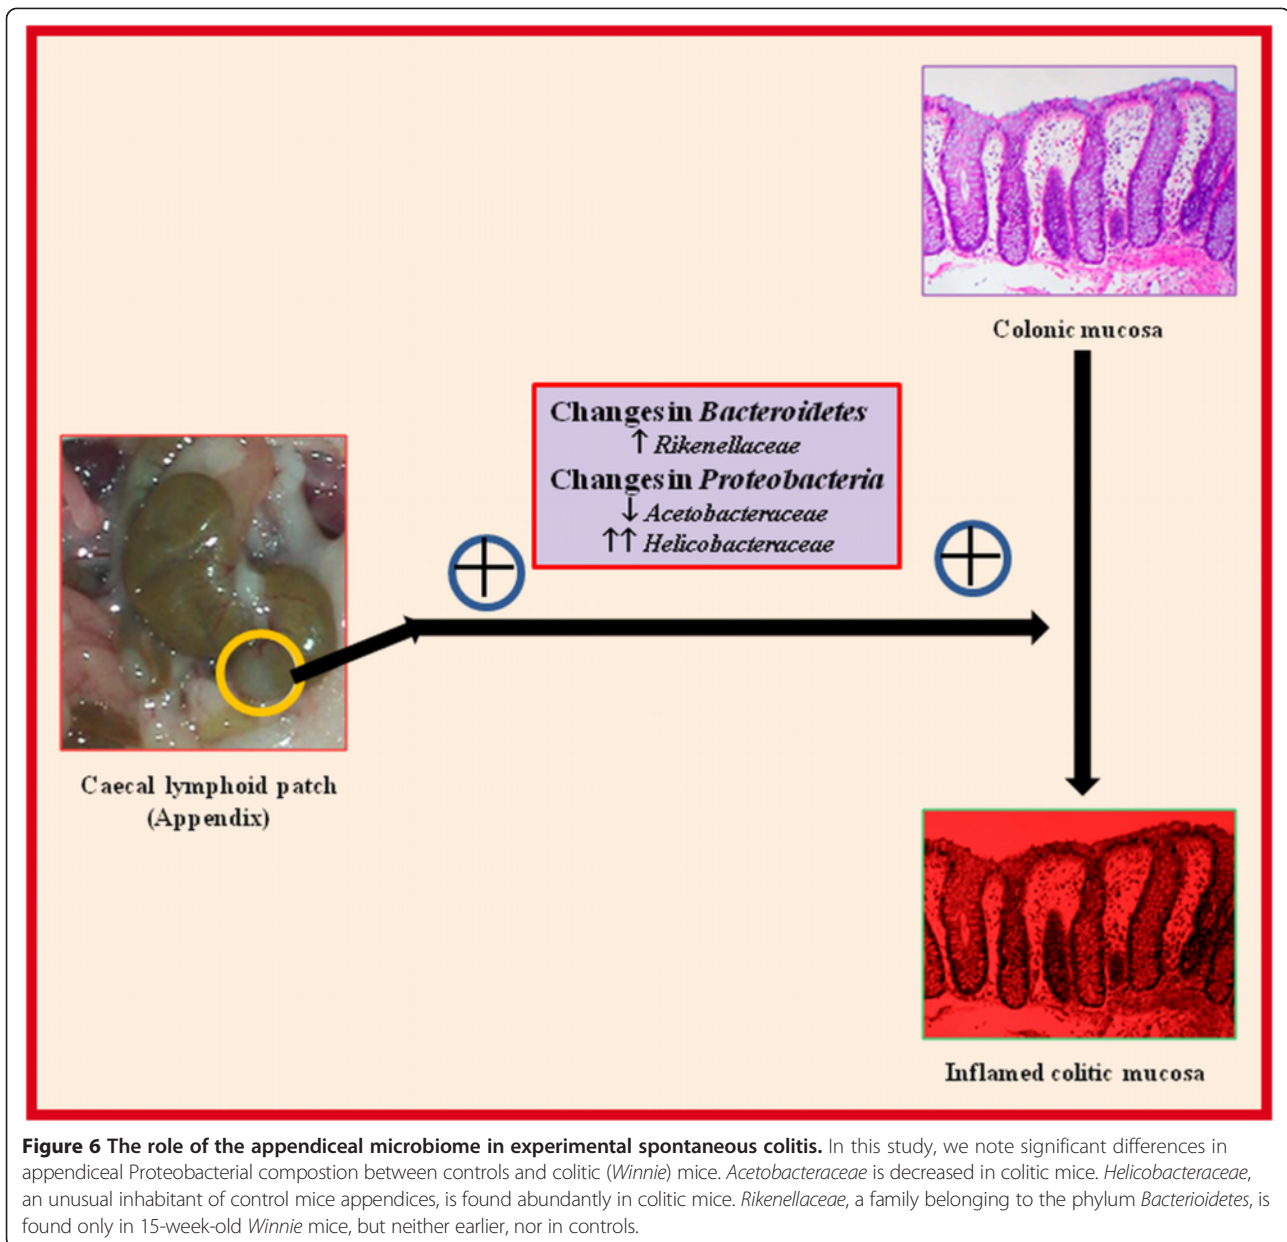 Colonic mucosa
Changes in Bacteroidetes
↑ Rikenellaceae
Changes in Proteobacteria
↓ Acetobacteraceae
↑↑ Helicobacteraceae
Caecal lymphoid patch
(Appendix)
Inflamed colitic mucosa
Figure 6 The role of the appendiceal microbiome in experimental spontaneous colitis. In this study, we note significant differences in
appendiceal Proteobacterial compostion between controls and colitic (Winnie) mice. Acetobacteraceae is decreased in colitic mice. Helicobacteraceae,
an unusual inhabitant of control mice appendices, is found abundantly in colitic mice. Rikenellaceae, a family belonging to the phylum Bacterioidetes, is
found only in 15-week-old Winnie mice, but neither earlier, nor in controls.